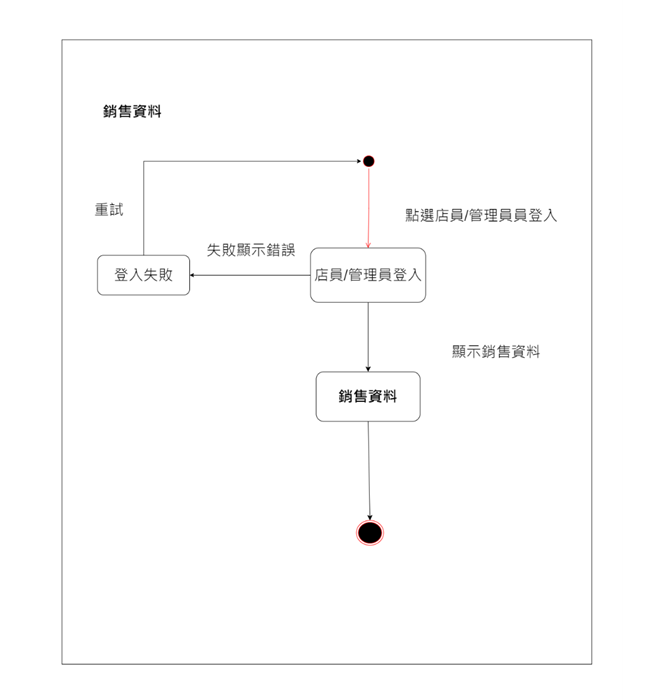 銷售資料
重試
點選店員/管理員員登入
失敗顯示錯誤
登入失敗
店員/管理員登入
顯示銷售資料
銷售資料